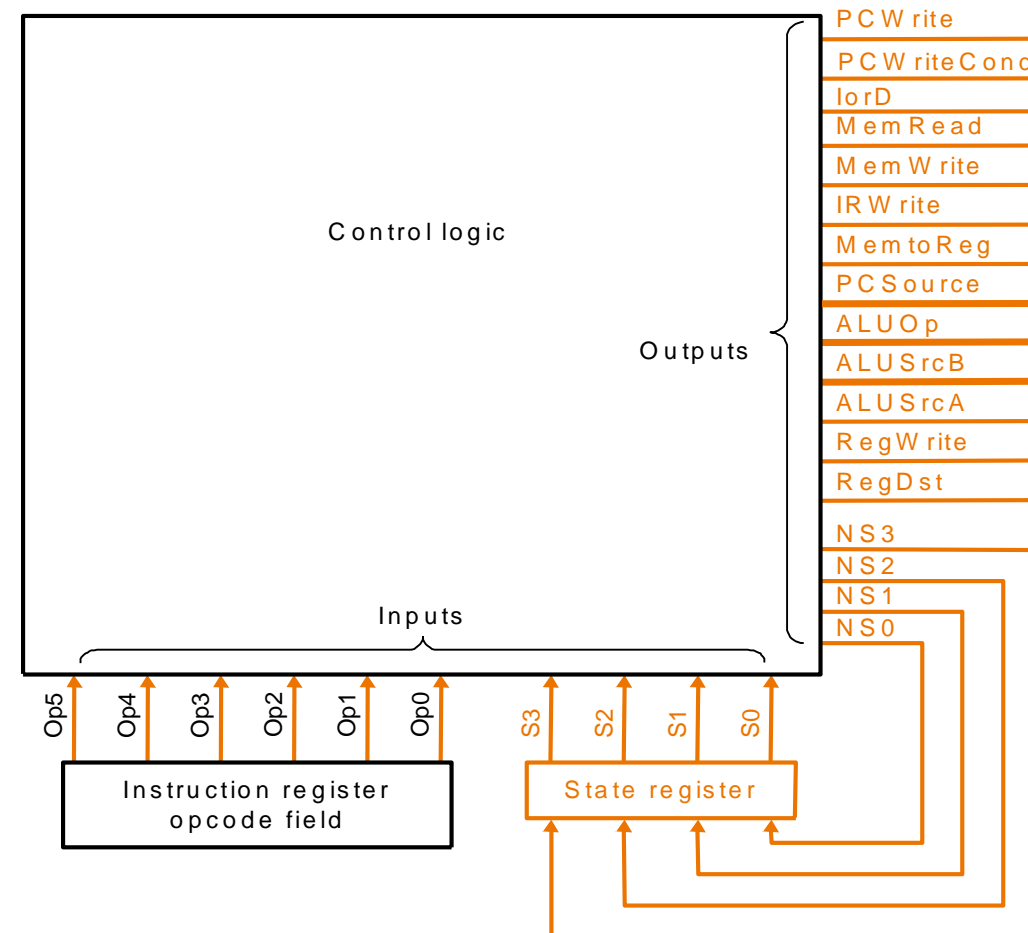 PCWrite
PCWriteCond
IorD
MemRead
MemWrite
IRWrite
MemtoReg
PCSource
ALUOp
ALUSrcB
ALUSrcA
RegWrite
RegDst
NS3
NS2
NS1
NS0
Control logic
Outputs
Inputs
Op5
Op4
Op3
Op2
Op1
Op0
S3
S2
S1
S0
Instruction register
opcode field
State register